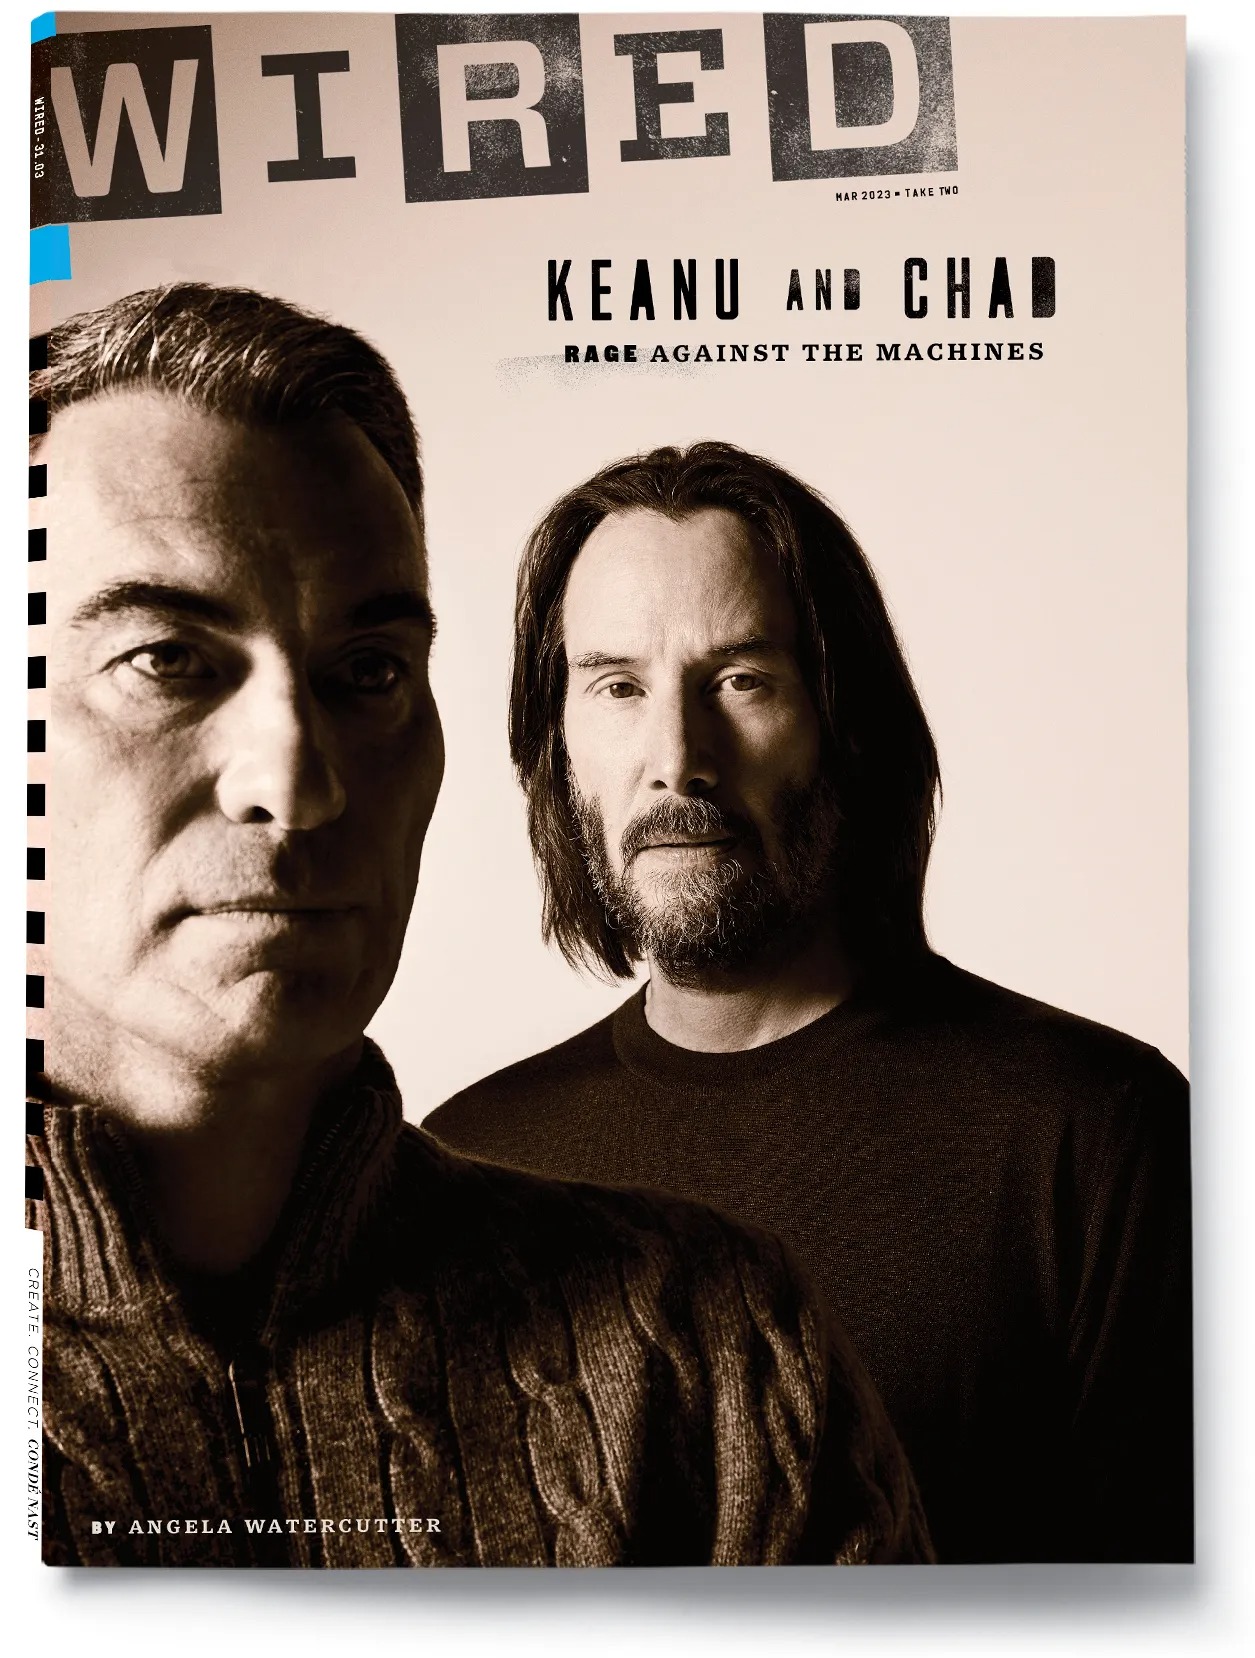 WIRED
WIRED - 31.03
MAR 2023 - TAKE TWO
KEANU AND CHAD
RAGE AGAINST THE MACHINES
BY ANGELA WATERCUTTER
CREATE. CONNECT. CONDÉ NAST